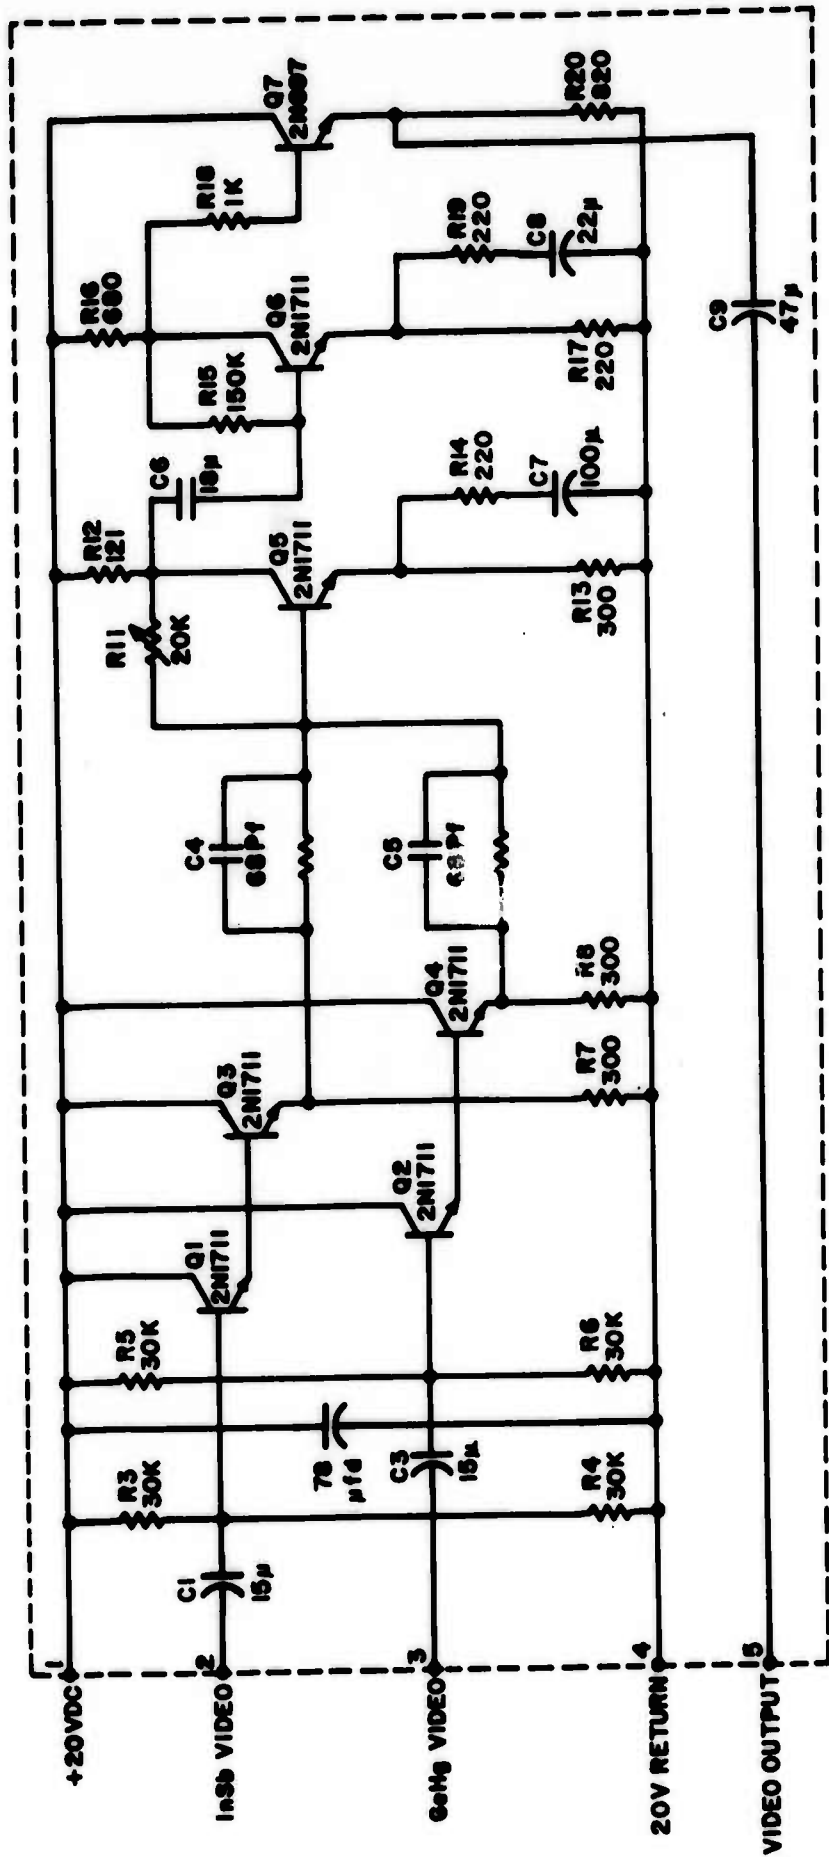 +20VDC
1
InSb VIDEO
2
GeHg VIDEO
3
20V RETURN
4
VIDEO OUTPUT
5
C1
15μ
R3
30K
R4
30K
78
μfd
C3
15μ
R5
30K
R6
30K
Q1
2N1711
Q2
2N1711
Q3
2N1711
Q4
2N1711
R7
300
R8
300
C4
68Pf
C5
68Pf
R11
20K
R12
121
Q5
2N1711
R13
300
R14
220
C7
100μ
C6
18μ
R15
150K
R16
680
Q6
2N1711
R17
220
R18
1K
R19
220
C8
22μ
Q7
2N697
R20
820
C9
47μ